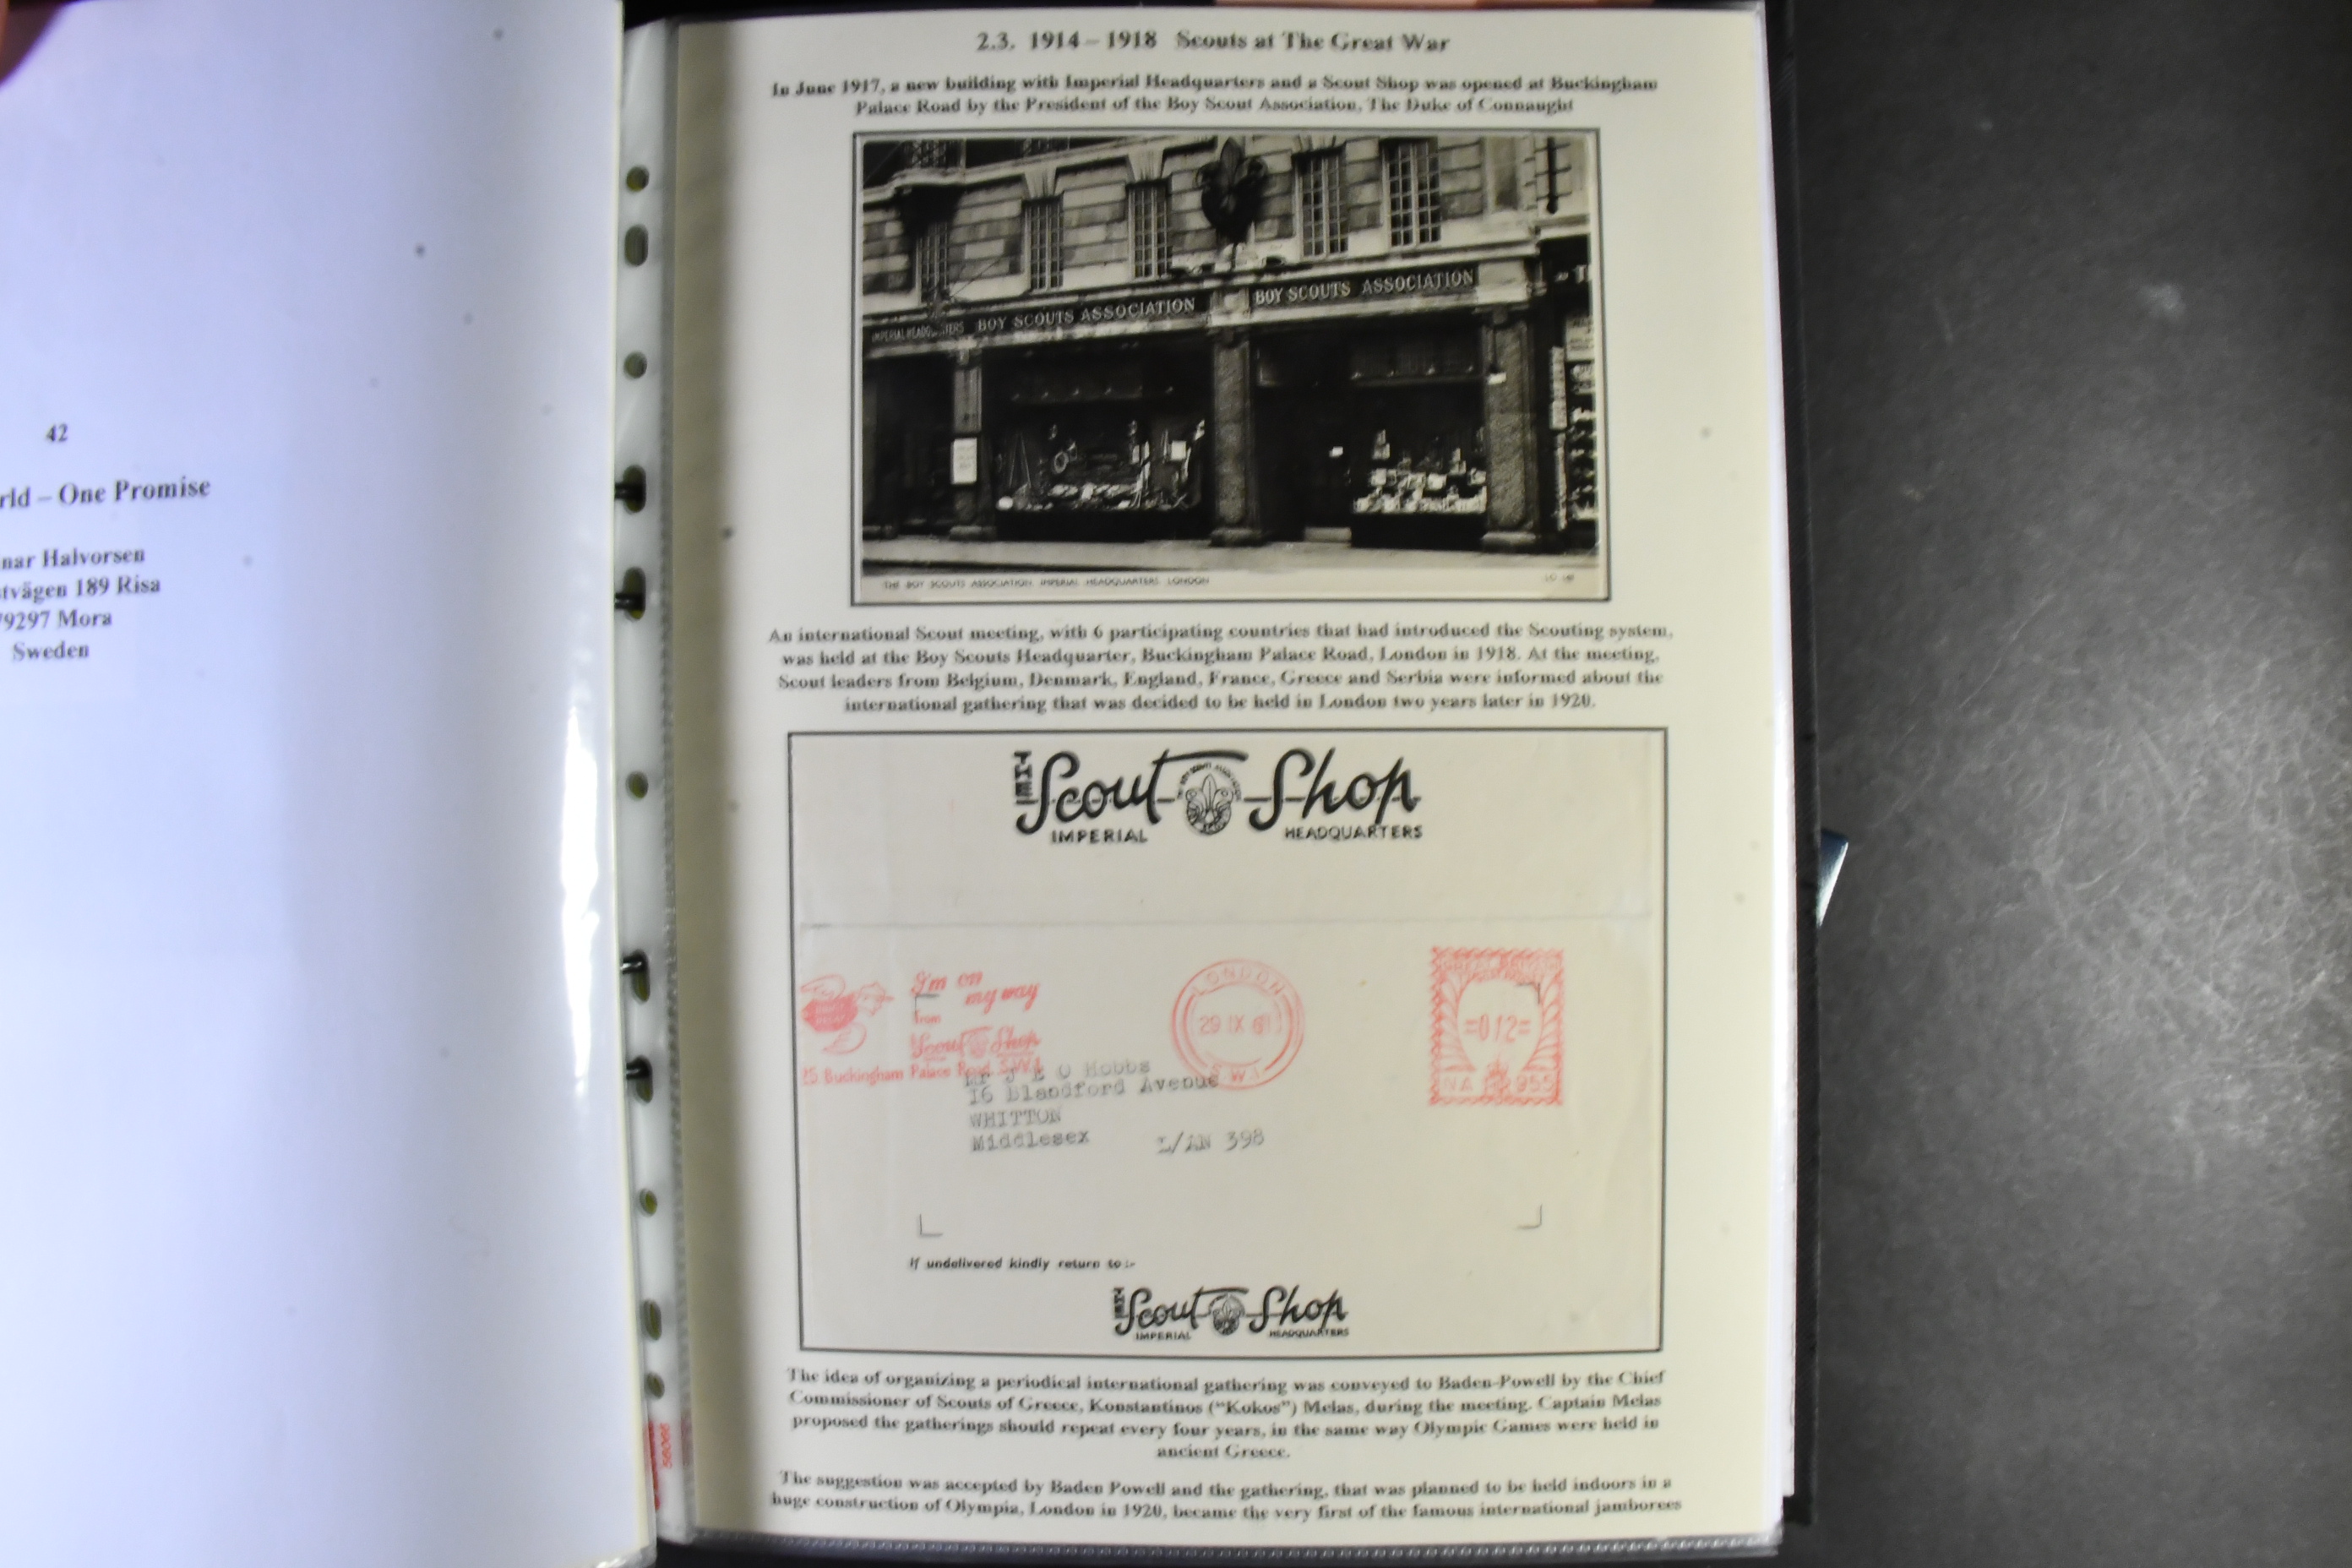 42
rld – One Promise
nar Halvorsen
tvägen 189 Risa
79297 Mora
Sweden
2.3. 1914 – 1918 Scouts at The Great War
In June 1917, a new building with Imperial Headquarters and a Scout Shop was opened at Buckingham
Palace Road by the President of the Boy Scout Association, The Duke of Connaught
IMPERIAL HEADQUARTERS BOY SCOUTS ASSOCIATION BOY SCOUTS ASSOCIATION
THE BOY SCOUTS ASSOCIATION. IMPERIAL HEADQUARTERS. LONDON
An international Scout meeting, with 6 participating countries that had introduced the Scouting system,
was held at the Boy Scouts Headquarter, Buckingham Palace Road, London in 1918. At the meeting,
Scout leaders from Belgium, Denmark, England, France, Greece and Serbia were informed about the
international gathering that was decided to be held in London two years later in 1920.
THE Scout Shop
IMPERIAL HEADQUARTERS
I'm on
my way
from
Scout Shop
25 Buckingham Palace Road S.W.1
LONDON
29 IX 61
S.W.1
=012=
NA 955
Mr J E O Hobbs
16 Blandford Avenue
WHITTON
Middlesex L/AN 398
If undelivered kindly return to:-
THE Scout Shop
IMPERIAL HEADQUARTERS
The idea of organizing a periodical international gathering was conveyed to Baden-Powell by the Chief
Commissioner of Scouts of Greece, Konstantinos (“Kokos”) Melas, during the meeting. Captain Melas
proposed the gatherings should repeat every four years, in the same way Olympic Games were held in
ancient Greece.
The suggestion was accepted by Baden Powell and the gathering, that was planned to be held indoors in a
huge construction of Olympia, London in 1920, became the very first of the famous international jamborees